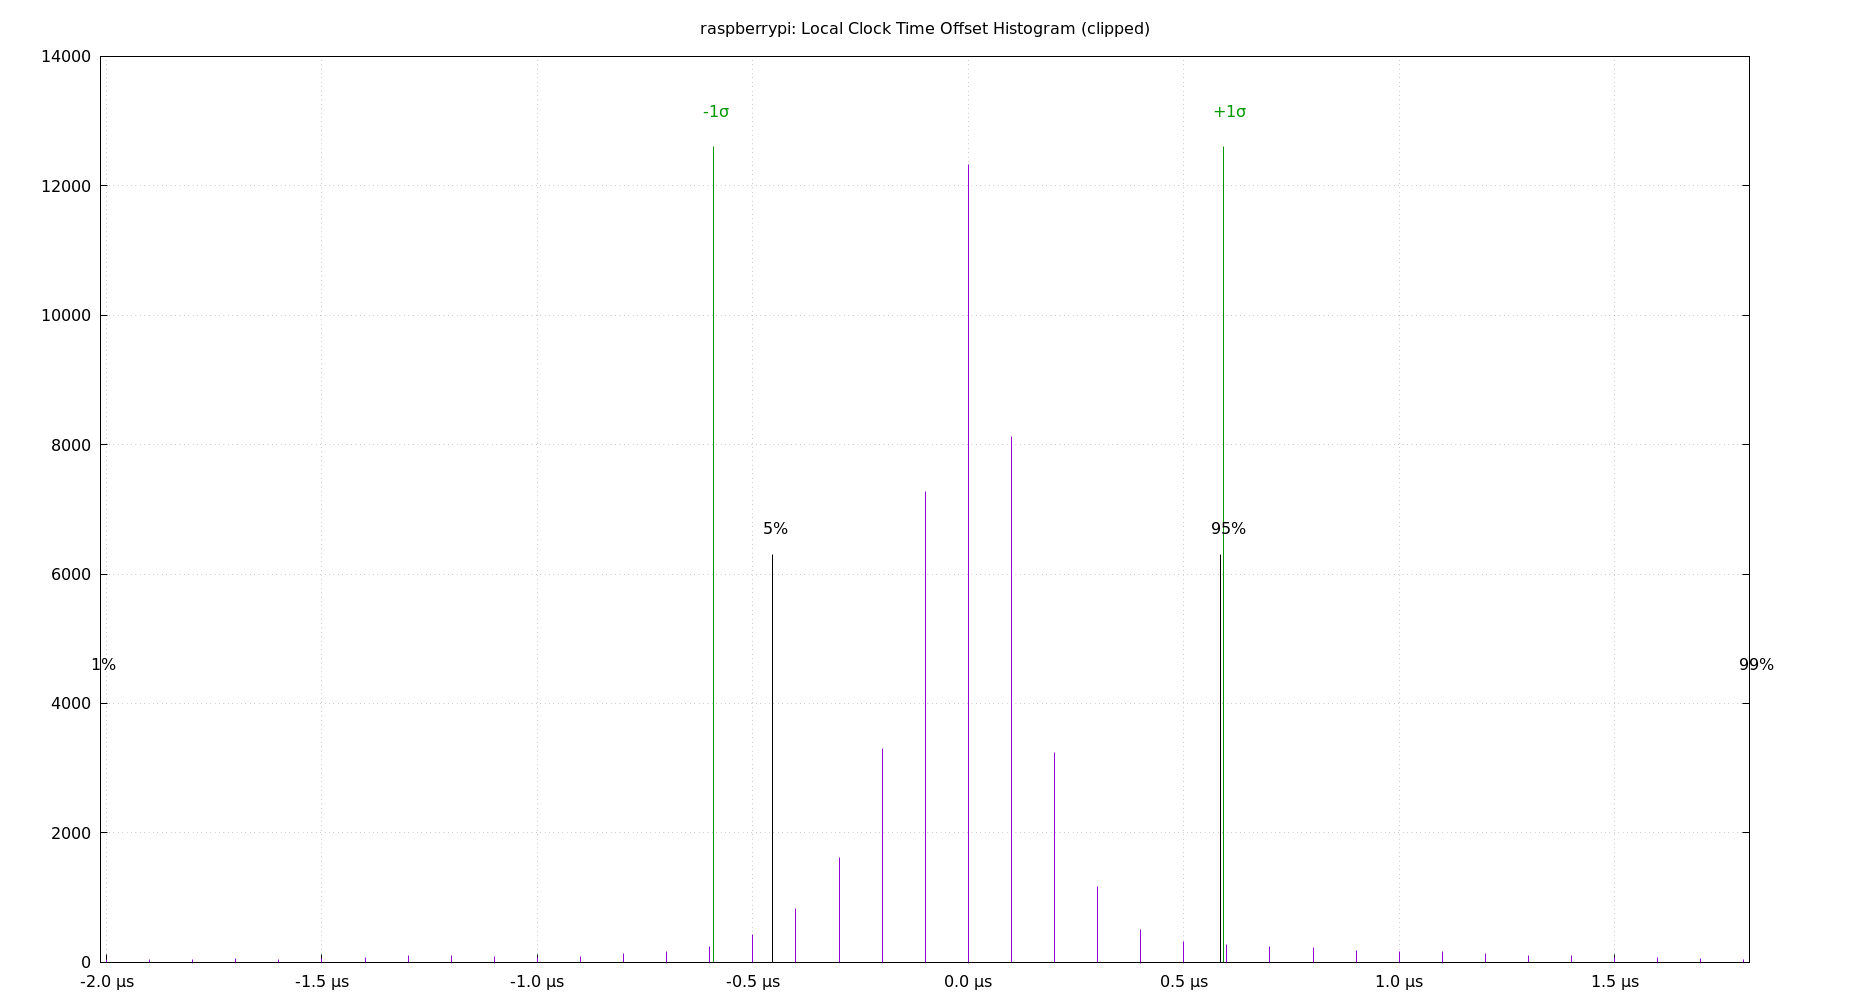 raspberrypi: Local Clock Time Offset Histogram (clipped)
14000
-1σ
+1σ
12000
10000
8000
5%
95%
6000
1%
99%
4000
2000
0
-2.0 µs
-1.5 µs
-1.0 µs
-0.5 µs
0.0 µs
0.5 µs
1.0 µs
1.5 µs